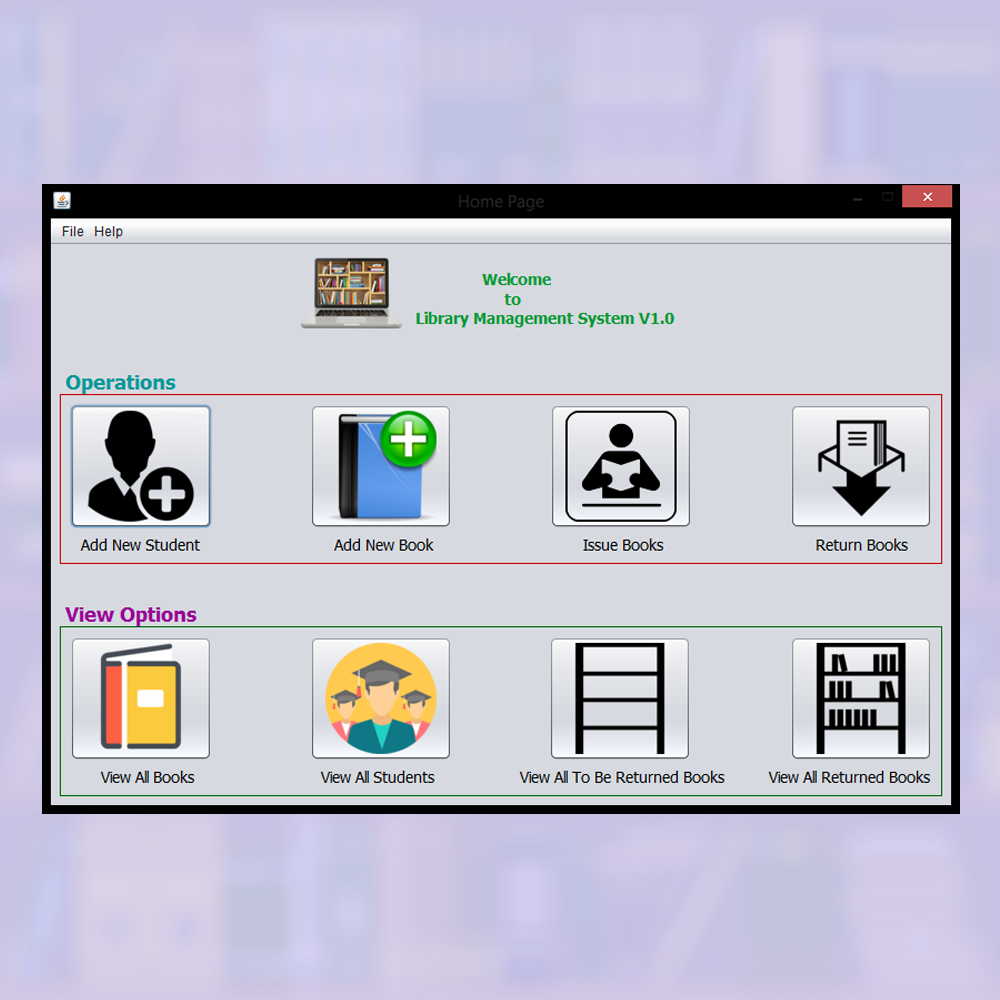 Home Page
File Help
Welcome
to
Library Management System V1.0
Operations
Add New Student
Add New Book
Issue Books
Return Books
View Options
View All Books
View All Students
View All To Be Returned Books
View All Returned Books